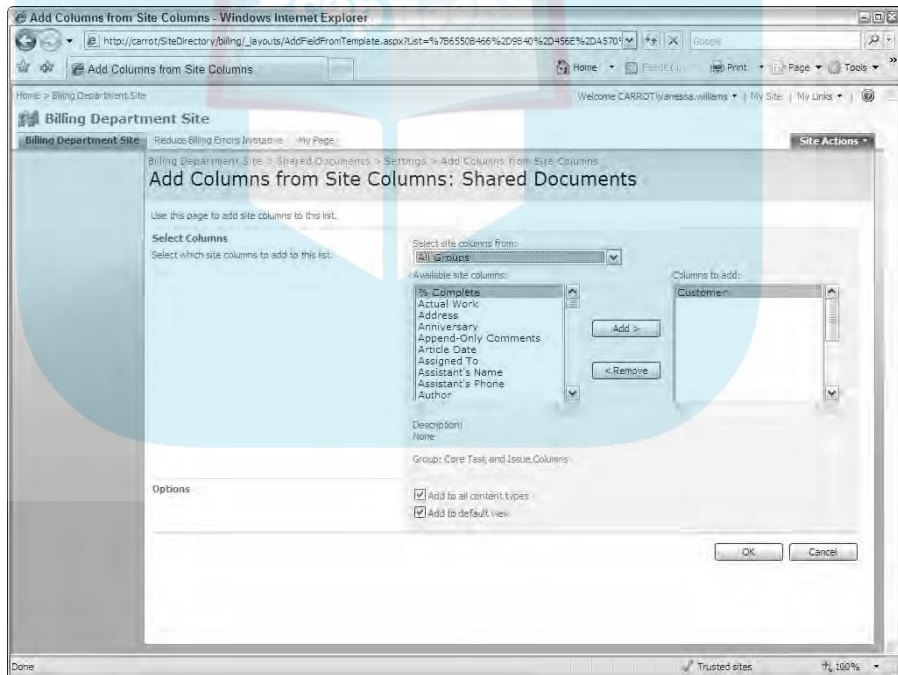 Add Columns from Site Columns - Windows Internet Explorer
http://carrot/SiteDirectory/billing/_layouts/AddFieldFromTemplate.aspx?List=%7B6550B466%2D9B40%2D456E%2DA570
Google
Add Columns from Site Columns
Home
Print
Page
Tools
Home > Billing Department Site
Welcome CARROT\vanessa.williams
My Site
My Links
Billing Department Site
Billing Department Site
Reduce Billing Errors Initiative
My Page
Site Actions
Billing Department Site > Shared Documents > Settings > Add Columns from Site Columns
Add Columns from Site Columns: Shared Documents
Use this page to add site columns to this list.
Select Columns
Select which site columns to add to this list.
Select site columns from:
All Groups
Available site columns:
Columns to add:
% Complete
Actual Work
Address
Anniversary
Append-Only Comments
Article Date
Assigned To
Assistant's Name
Assistant's Phone
Author
Add >
< Remove
Customer
Description:
None
Group: Core Task and Issue Columns
Options
Add to all content types
Add to default view
OK
Cancel
Done
Trusted sites
100%